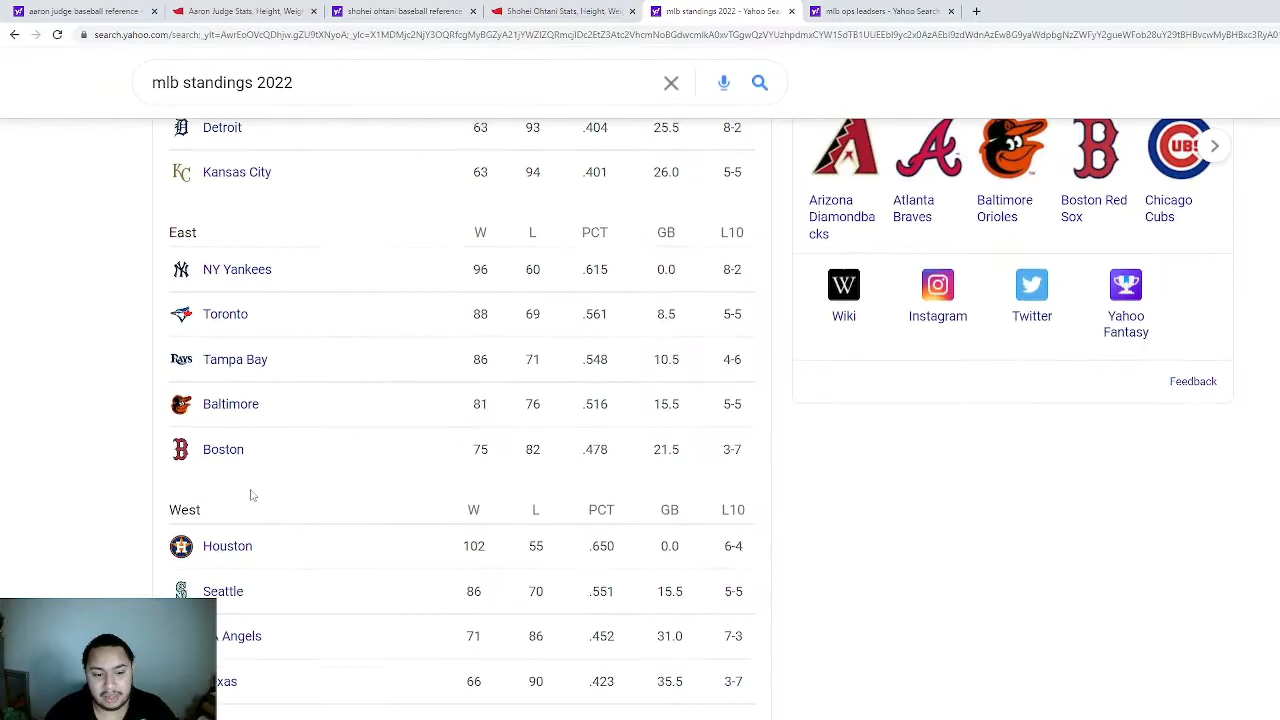 aaron judge baseball reference -
Aaron Judge Stats, Height, Weig
shohei ohtani baseball reference
Shohei Ohtani Stats, Height, We
mlb standings 2022 - Yahoo Sea
mlb ops leadsers - Yahoo Search
mlb standings 2022
Detroit 63 93 .404 25.5 8-2
Kansas City 63 94 .401 26.0 5-5
East W L PCT GB L10
NY Yankees 96 60 .615 0.0 8-2
Toronto 88 69 .561 8.5 5-5
Tampa Bay 86 71 .548 10.5 4-6
Baltimore 81 76 .516 15.5 5-5
Boston 75 82 .478 21.5 3-7
West W L PCT GB L10
Houston 102 55 .650 0.0 6-4
Seattle 86 70 .551 15.5 5-5
Angels 71 86 .452 31.0 7-3
xas 66 90 .423 35.5 3-7
Arizona
Diamondba
cks
Atlanta
Braves
Baltimore
Orioles
Boston Red
Sox
Chicago
Cubs
Wiki
Instagram
Twitter
Yahoo
Fantasy
Feedback